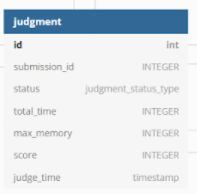 judgment
id int
submission_id INTEGER
status judgment_status_type
total_time INTEGER
max_memory INTEGER
score INTEGER
judge_time timestamp